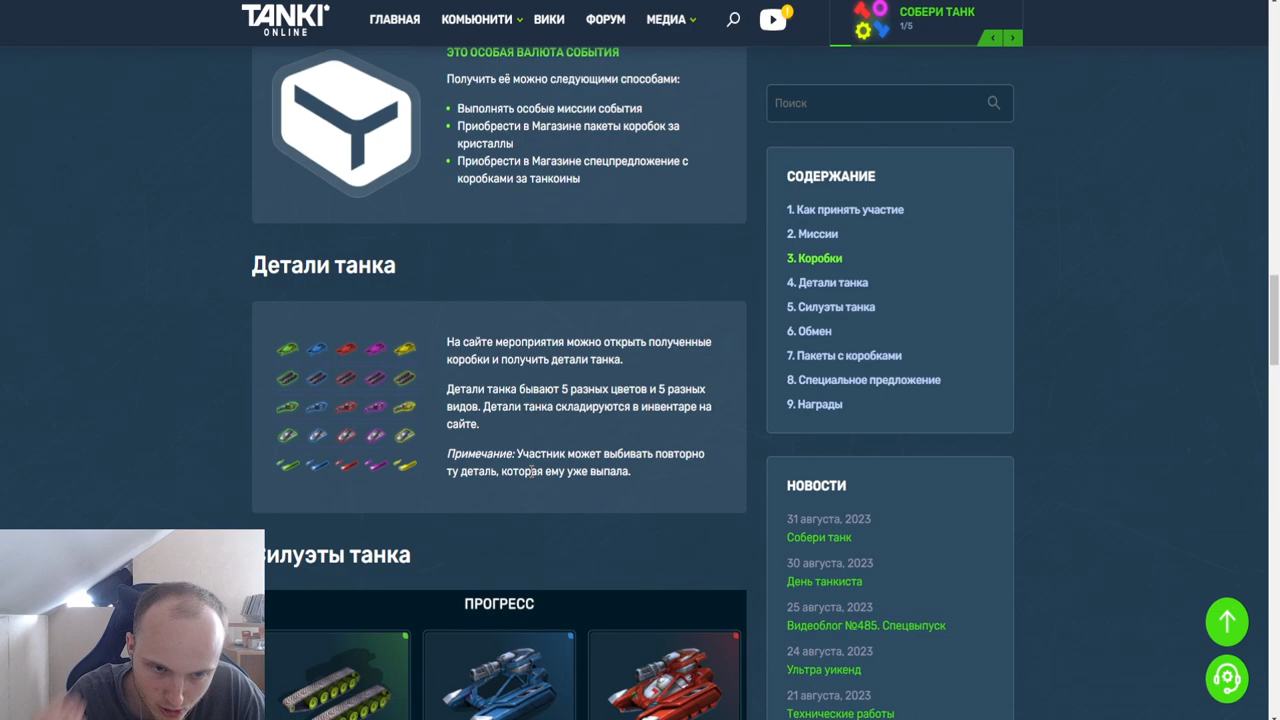 TANKI
ONLINE
ГЛАВНАЯ
КОМЬЮНИТИ
ВИКИ
ФОРУМ
МЕДИА
!
СОБЕРИ ТАНК
1/5
ЭТО ОСОБАЯ ВАЛЮТА СОБЫТИЯ
Получить её можно следующими способами:
Выполнять особые миссии события
Приобрести в Магазине пакеты коробок за
кристаллы
Приобрести в Магазине спецпредложение с
коробками за танкоины
Детали танка
На сайте мероприятия можно открыть полученные
коробки и получить детали танка.
Детали танка бывают 5 разных цветов и 5 разных
видов. Детали танка складируются в инвентаре на
сайте.
Примечание: Участник может выбивать повторно
ту деталь, которая ему уже выпала.
Силуэты танка
ПРОГРЕСС
Поиск
СОДЕРЖАНИЕ
1. Как принять участие
2. Миссии
3. Коробки
4. Детали танка
5. Силуэты танка
6. Обмен
7. Пакеты с коробками
8. Специальное предложение
9. Награды
НОВОСТИ
31 августа, 2023
Собери танк
30 августа, 2023
День танкиста
25 августа, 2023
Видеоблог №485. Спецвыпуск
24 августа, 2023
Ультра уикенд
21 августа, 2023
Технические работы